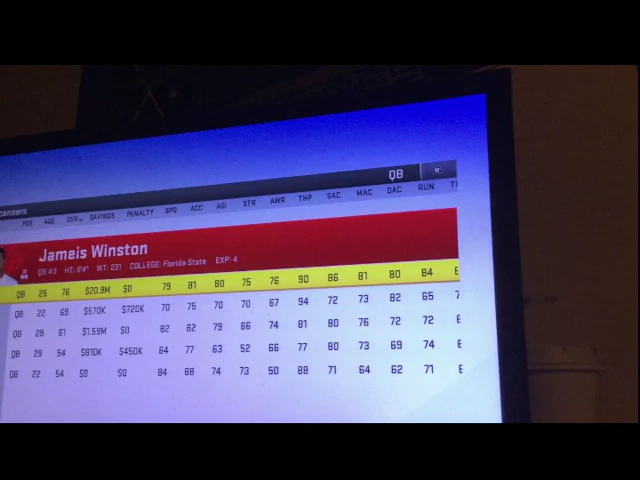 QB
POS AGE OVR SAVINGS PENALTY SPD ACC AGI STR AWR THP SAC MAC DAC RUN
Jameis Winston
QB #3 HT: 6'4" WT: 231 COLLEGE: Florida State EXP: 4
QB 25 76 $20.9M $0 79 81 80 75 76 90 86 81 80 84
QB 22 69 $570K $720K 70 75 70 70 67 94 72 73 82 65
QB 29 61 $1.59M $0 82 82 79 66 74 81 80 76 72 72
QB 29 54 $810K $450K 64 77 63 52 66 77 80 73 69 74
QB 22 54 $0 $0 84 88 74 73 50 88 71 64 62 71